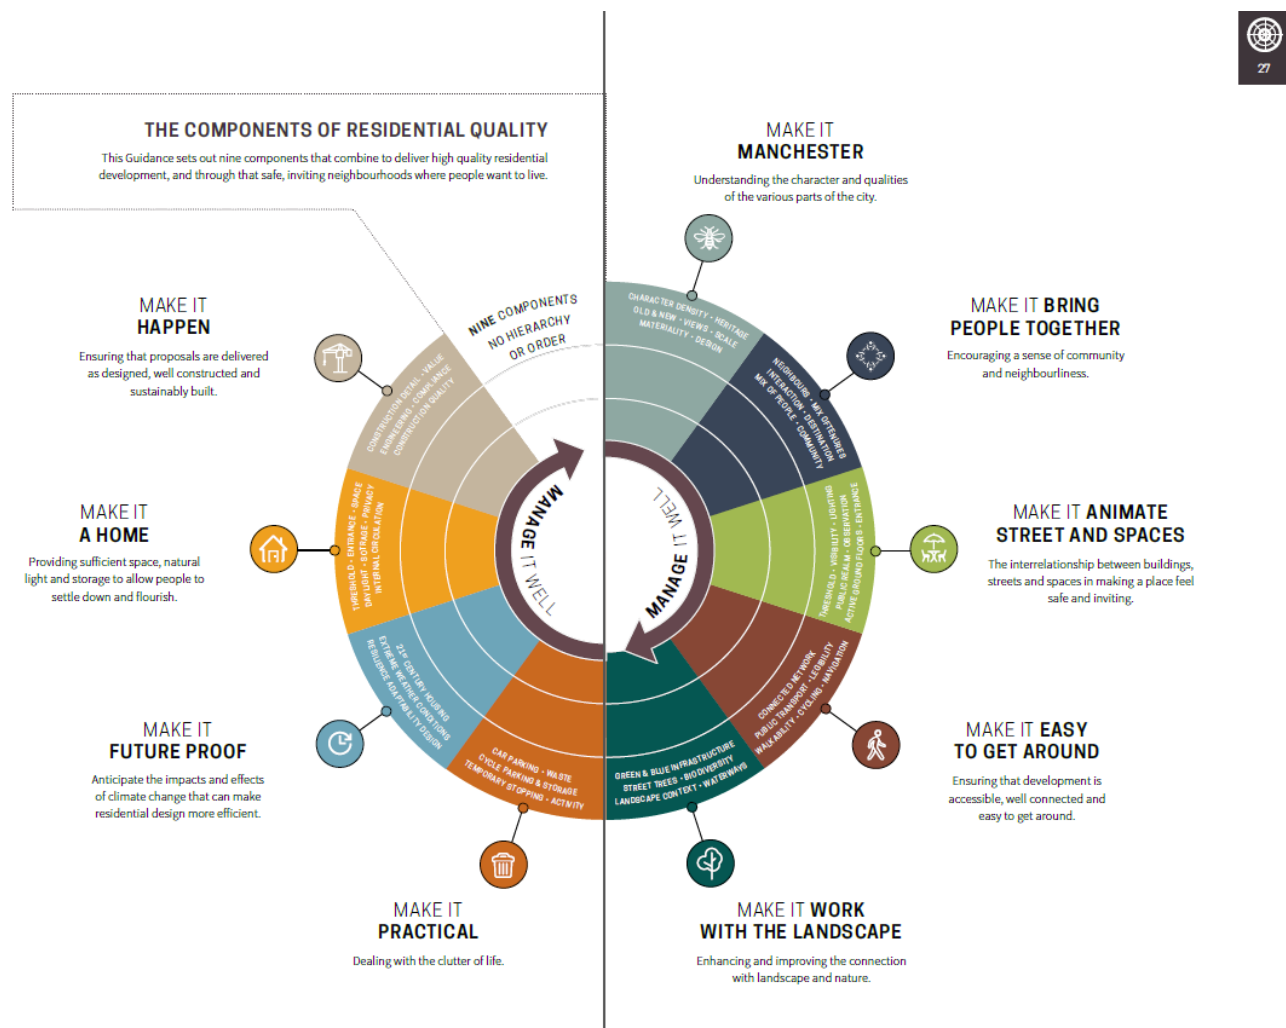 27
THE COMPONENTS OF RESIDENTIAL QUALITY
This Guidance sets out nine components that combine to deliver high quality residential
development, and through that safe, inviting neighbourhoods where people want to live.
NINE COMPONENTS
NO HIERARCHY
OR ORDER
MAKE IT
MANCHESTER
Understanding the character and qualities
of the various parts of the city.
CHARACTER DENSITY • HERITAGE
OLD & NEW • VIEWS • SCALE
MATERIALITY • DESIGN
MAKE IT BRING
PEOPLE TOGETHER
Encouraging a sense of community
and neighbourliness.
NEIGHBOURS • MIX OFTENURES
INTERACTION • DESTINATION
MIX OF PEOPLE • COMMUNITY
MAKE IT ANIMATE
STREET AND SPACES
The interrelationship between buildings,
streets and spaces in making a place feel
safe and inviting.
THRESHOLD • VISIBILITY • LIGHTING
PUBLIC REALM • OBSERVATION
ACTIVE GROUND FLOORS • ENTRANCE
MAKE IT EASY
TO GET AROUND
Ensuring that development is
accessible, well connected and
easy to get around.
CONNECTED NETWORK
PUBLIC TRANSPORT • LEGIBILITY
WALKABILITY • CYCLING • NAVIGATION
MAKE IT WORK
WITH THE LANDSCAPE
Enhancing and improving the connection
with landscape and nature.
GREEN & BLUE INFRASTRUCTURE
STREET TREES • BIODIVERSITY
LANDSCAPE CONTEXT • WATERWAYS
MAKE IT
PRACTICAL
Dealing with the clutter of life.
CAR PARKING • WASTE
CYCLE PARKING & STORAGE
TEMPORARY STOPPING • ACTIVITY
MAKE IT
FUTURE PROOF
Anticipate the impacts and effects
of climate change that can make
residential design more efficient.
21ST CENTURY HOUSING
EXTREME WEATHER CONDITIONS
RESILIENCE ADAPTABILITY DESIGN
MAKE IT
A HOME
Providing sufficient space, natural
light and storage to allow people to
settle down and flourish.
THRESHOLD • ENTRANCE • SPACE
DAYLIGHT • SOTRAGE • PRIVACY
INTERNAL CIRCULATION
MAKE IT
HAPPEN
Ensuring that proposals are delivered
as designed, well constructed and
sustainably built.
CONSTRUCTION DETAIL • VALUE
ENGINEERING • COMPLIANCE
CONSTRUCTION QUALITY
MANAGE IT WELL
MANAGE IT WELL